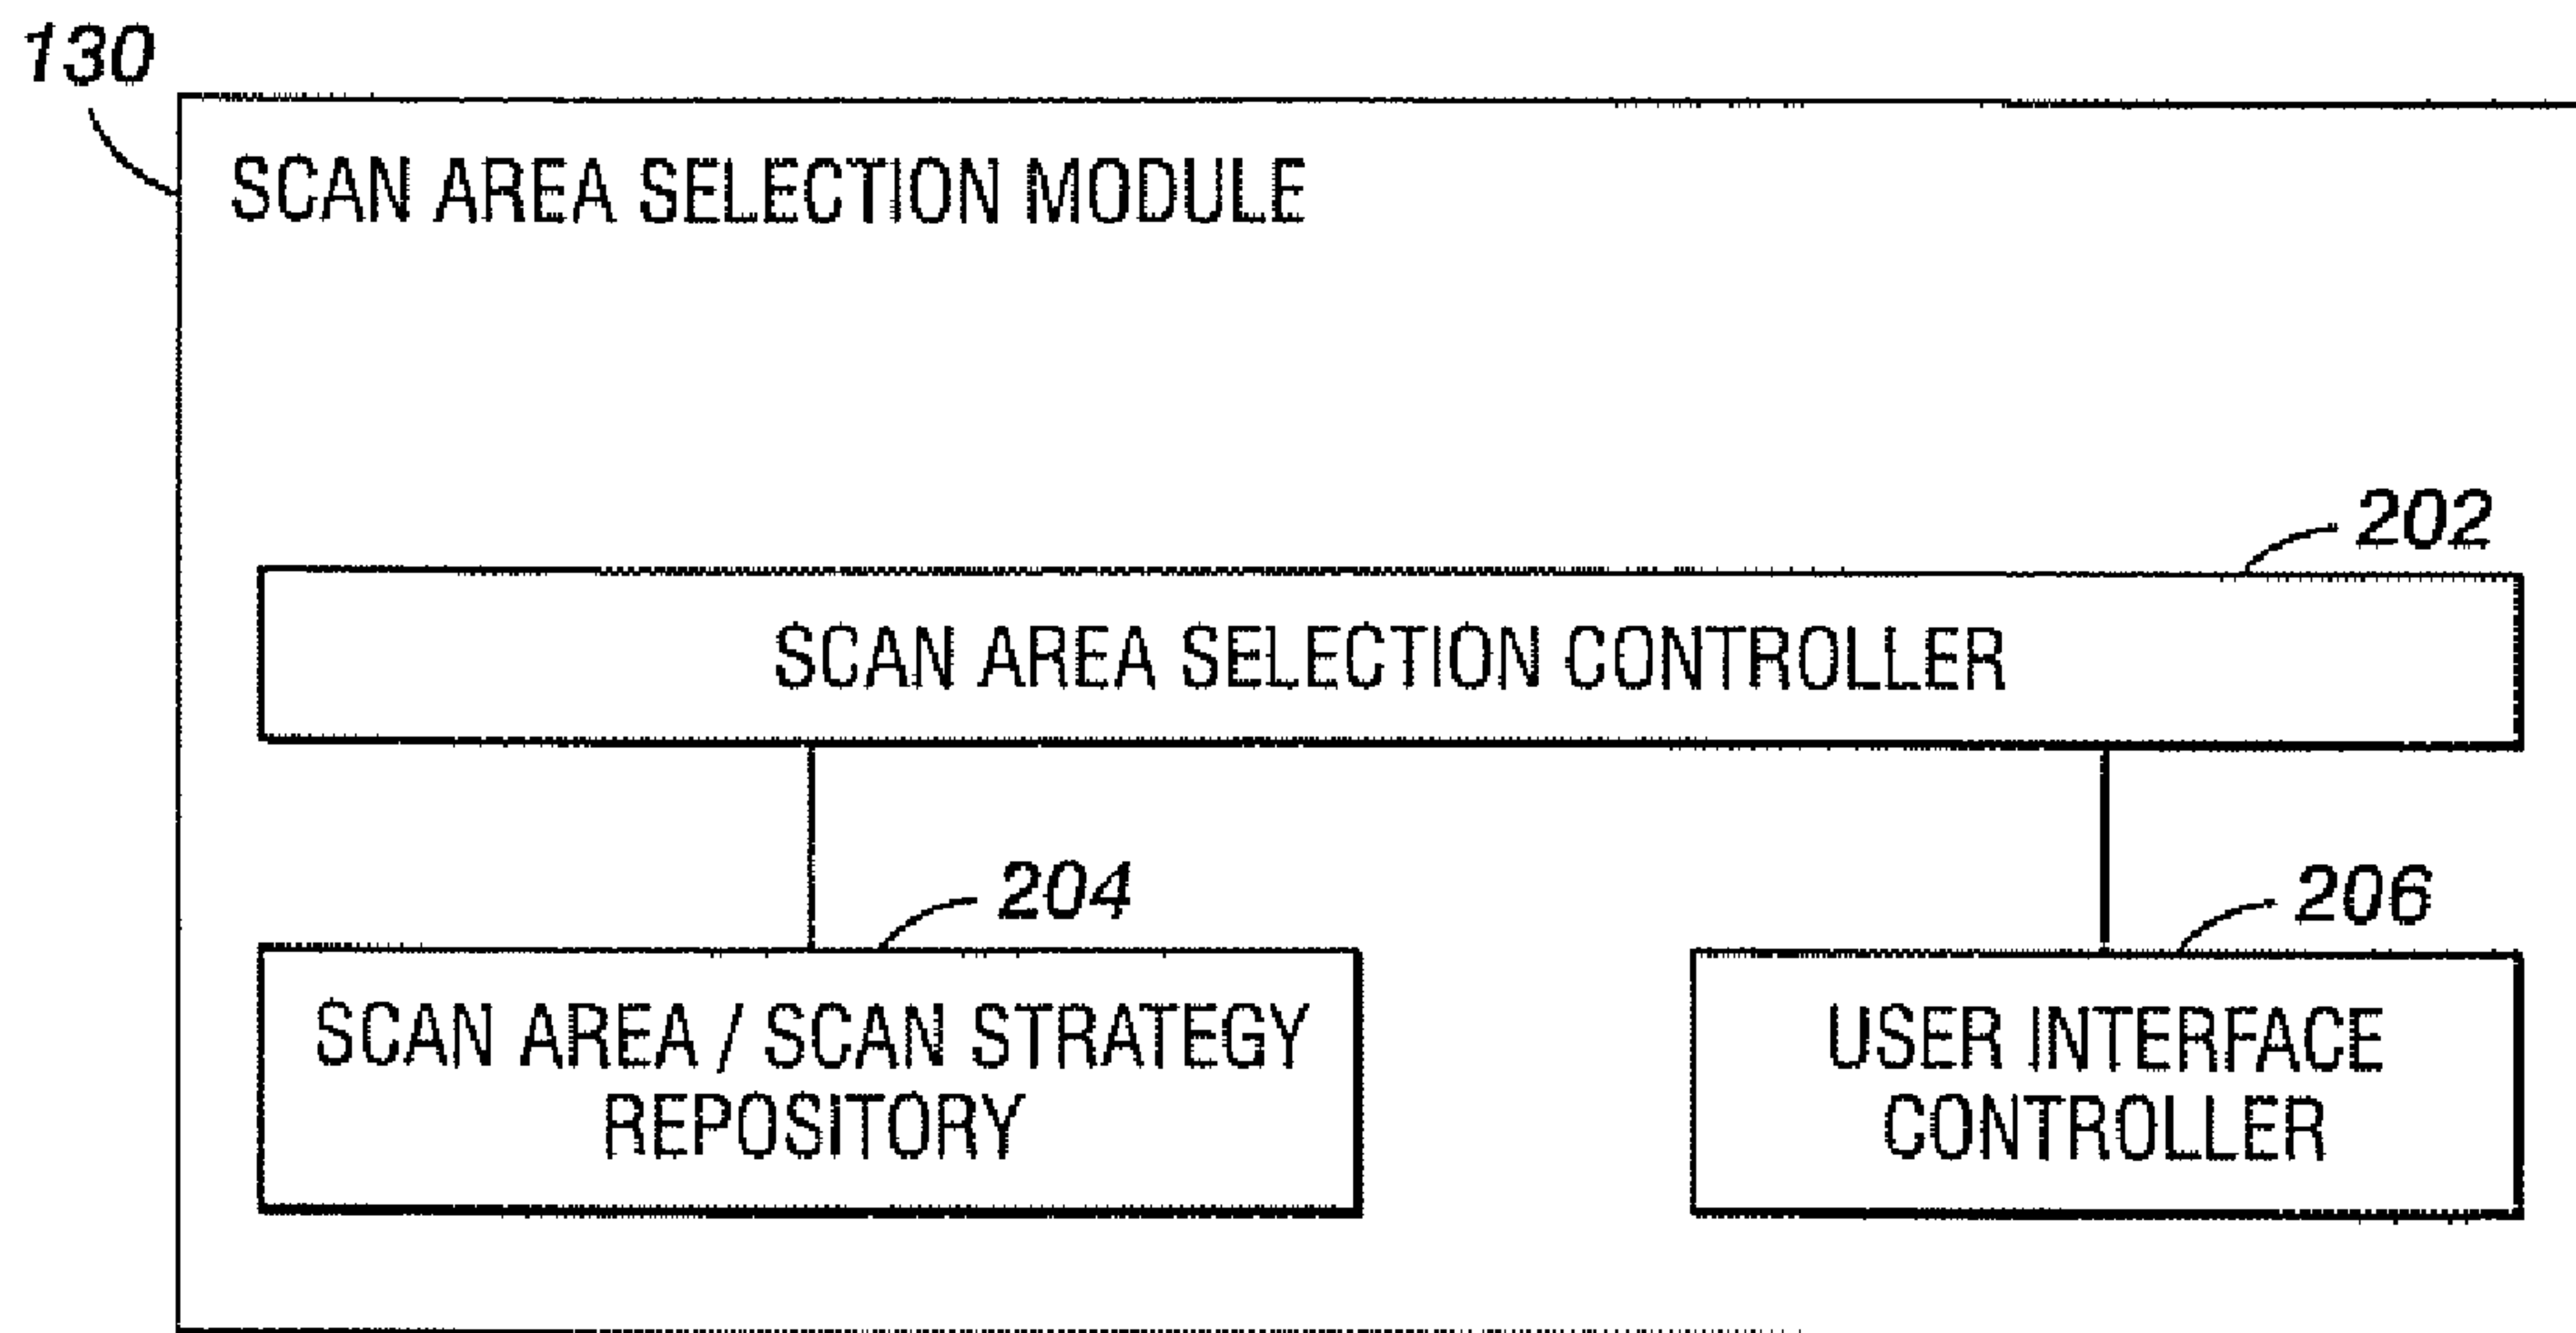 130
SCAN AREA SELECTION MODULE
202
SCAN AREA SELECTION CONTROLLER
204
206
SCAN AREA / SCAN STRATEGY
REPOSITORY
USER INTERFACE
CONTROLLER